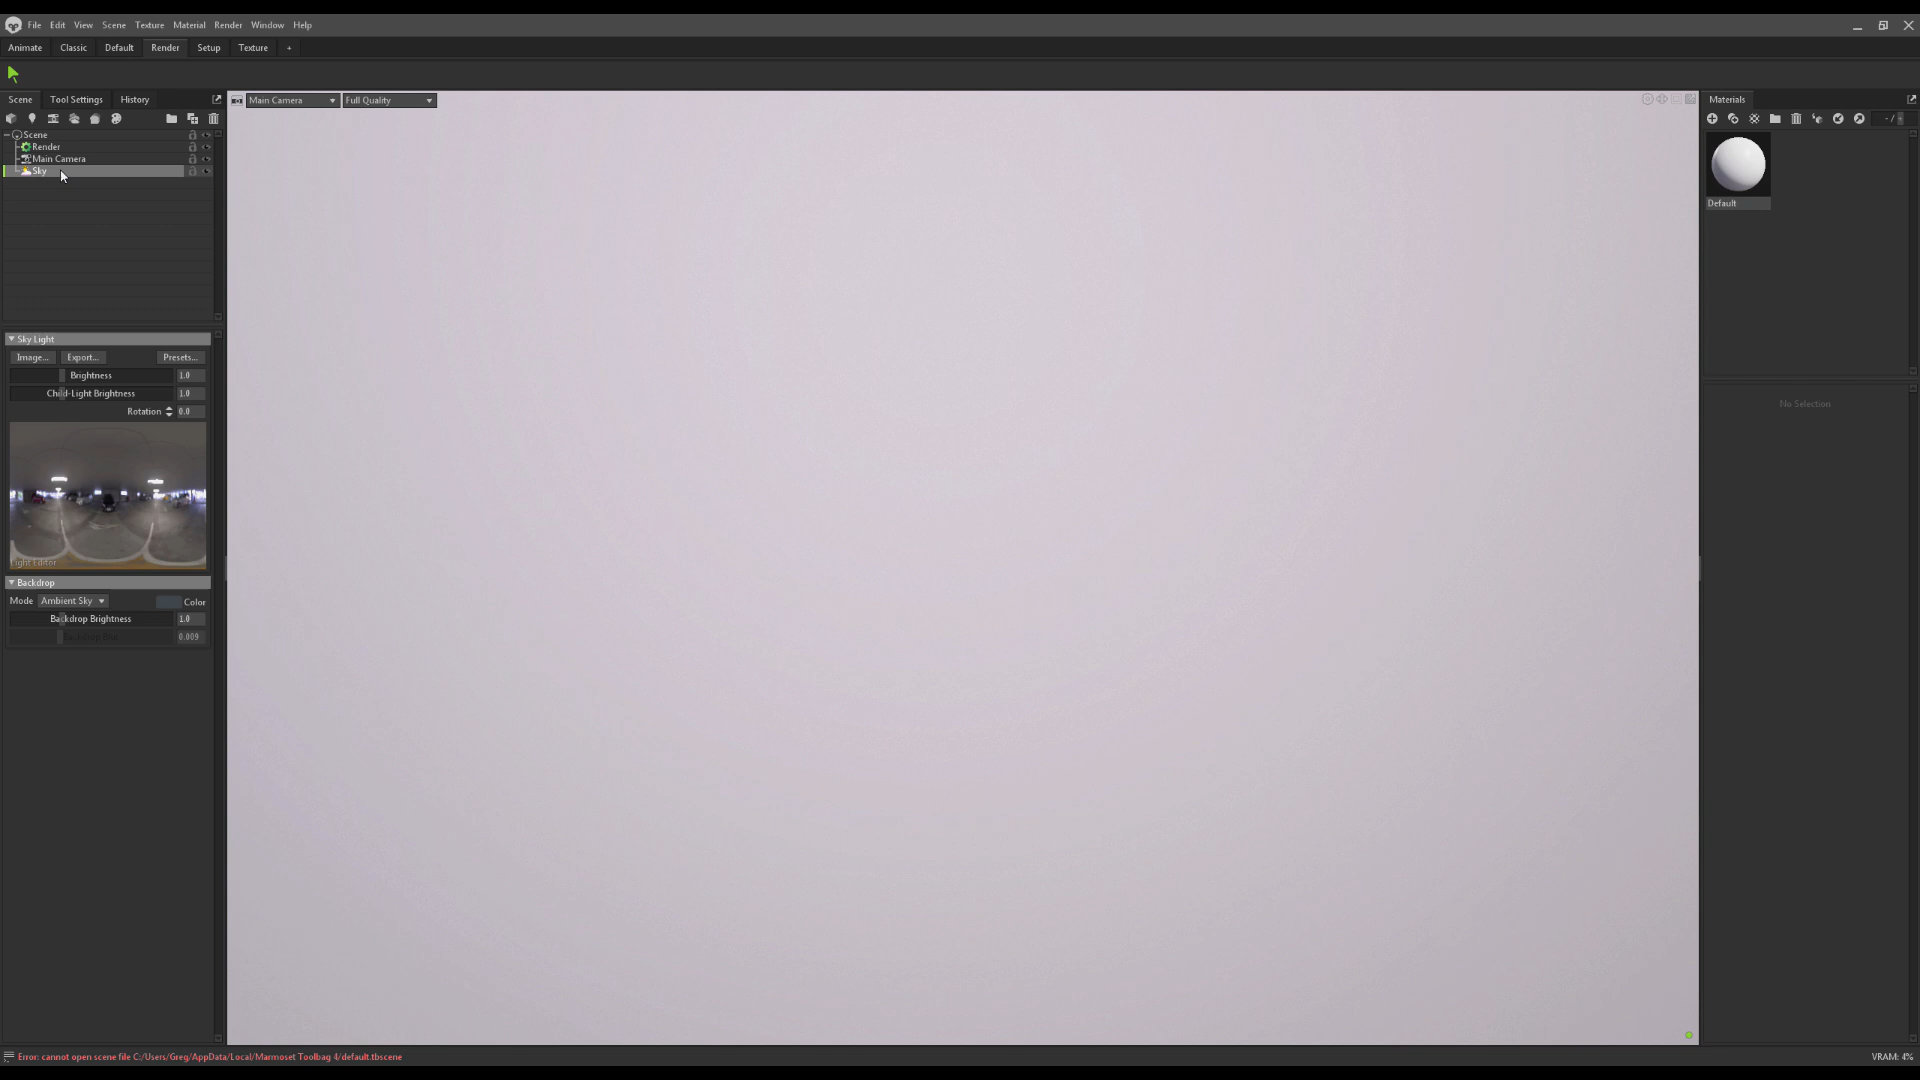 File Edit View Scene Texture Material Render Window Help
Animate Classic Default Render Setup Texture +
Scene Tool Settings History
Main Camera Full Quality
Materials
Scene
Render
Main Camera
Sky
Default
Sky Light
Image... Export... Presets...
Brightness 1.0
Child-Light Brightness 1.0
Rotation 0.0
No Selection
Light Editor
Backdrop
Mode Ambient Sky Color
Backdrop Brightness 1.0
0.009
Error: cannot open scene file C:/Users/Greg/AppData/Local/Marmoset Toolbag 4/default.tbscene
VRAM: 4%